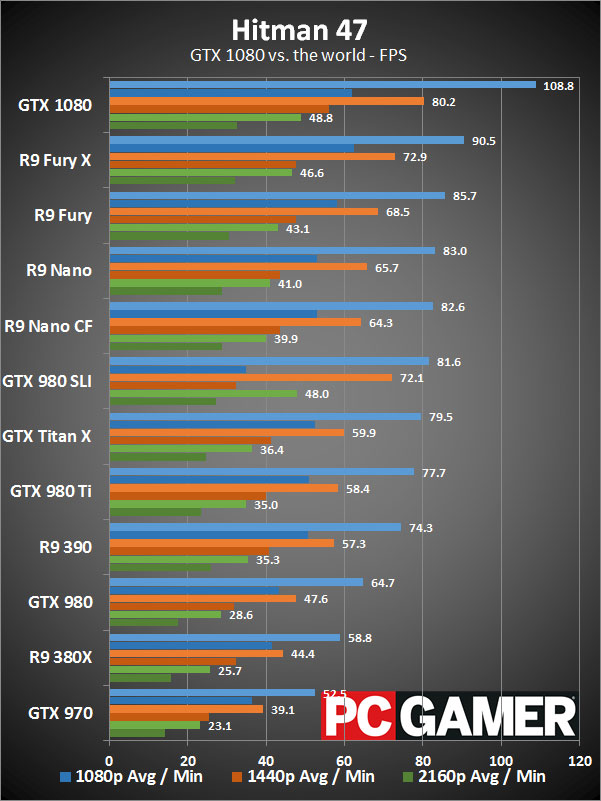 Hitman 47
GTX 1080 vs. the world - FPS
GTX 1080
108.8
80.2
48.8
R9 Fury X
90.5
72.9
46.6
R9 Fury
85.7
68.5
43.1
R9 Nano
83.0
65.7
41.0
R9 Nano CF
82.6
64.3
39.9
GTX 980 SLI
81.6
72.1
48.0
GTX Titan X
79.5
59.9
36.4
GTX 980 Ti
77.7
58.4
35.0
R9 390
74.3
57.3
35.3
GTX 980
64.7
47.6
28.6
R9 380X
58.8
44.4
25.7
GTX 970
52.5
39.1
23.1
PC GAMER
0 20 40 60 80 100 120
1080p Avg / Min 1440p Avg / Min 2160p Avg / Min